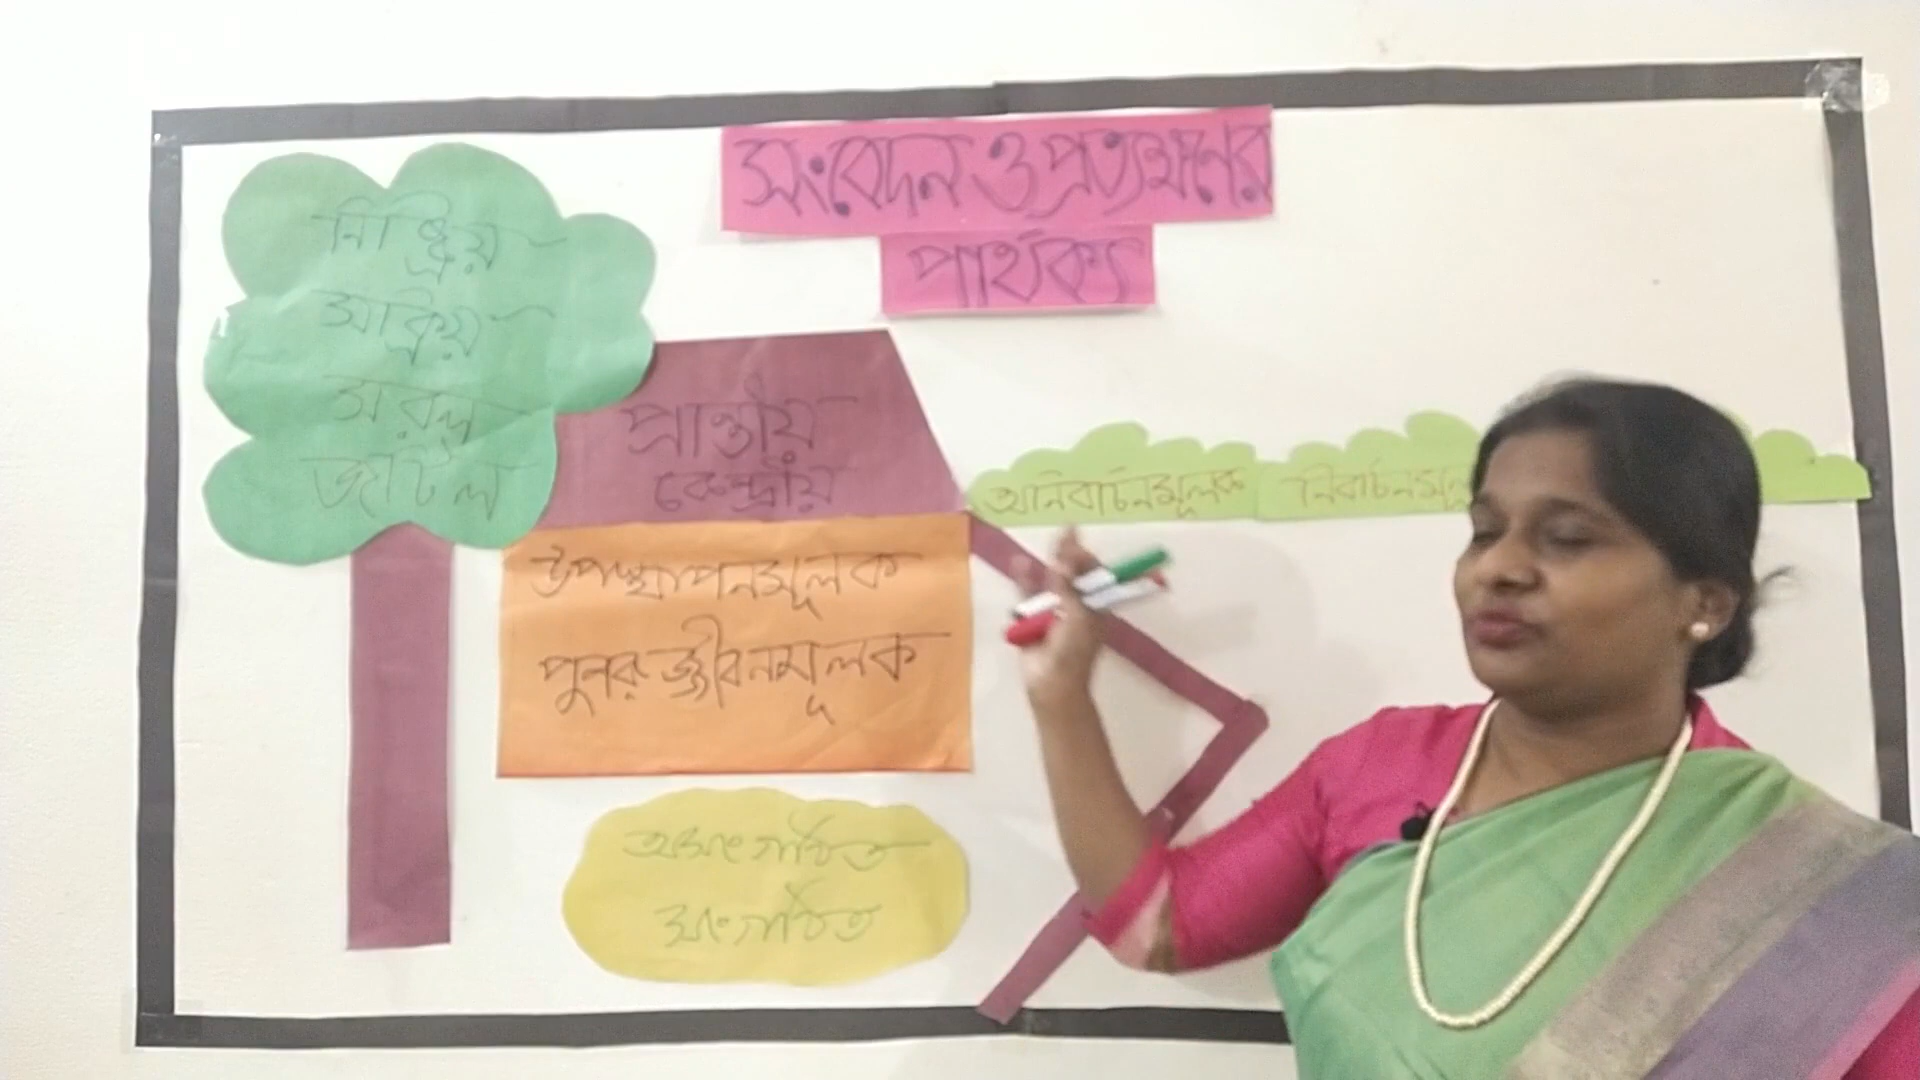 সংবেদন ও প্রত্যক্ষণের
পার্থক্য
নিষ্ক্রিয়
সক্রিয়
সরল
জটিল
প্রান্তীয়
কেন্দ্রীয়
অনির্বাচনমূলক
উপস্থাপনমূলক
পুনরুজ্জীবনমূলক
অসংগঠিত
সংগঠিত